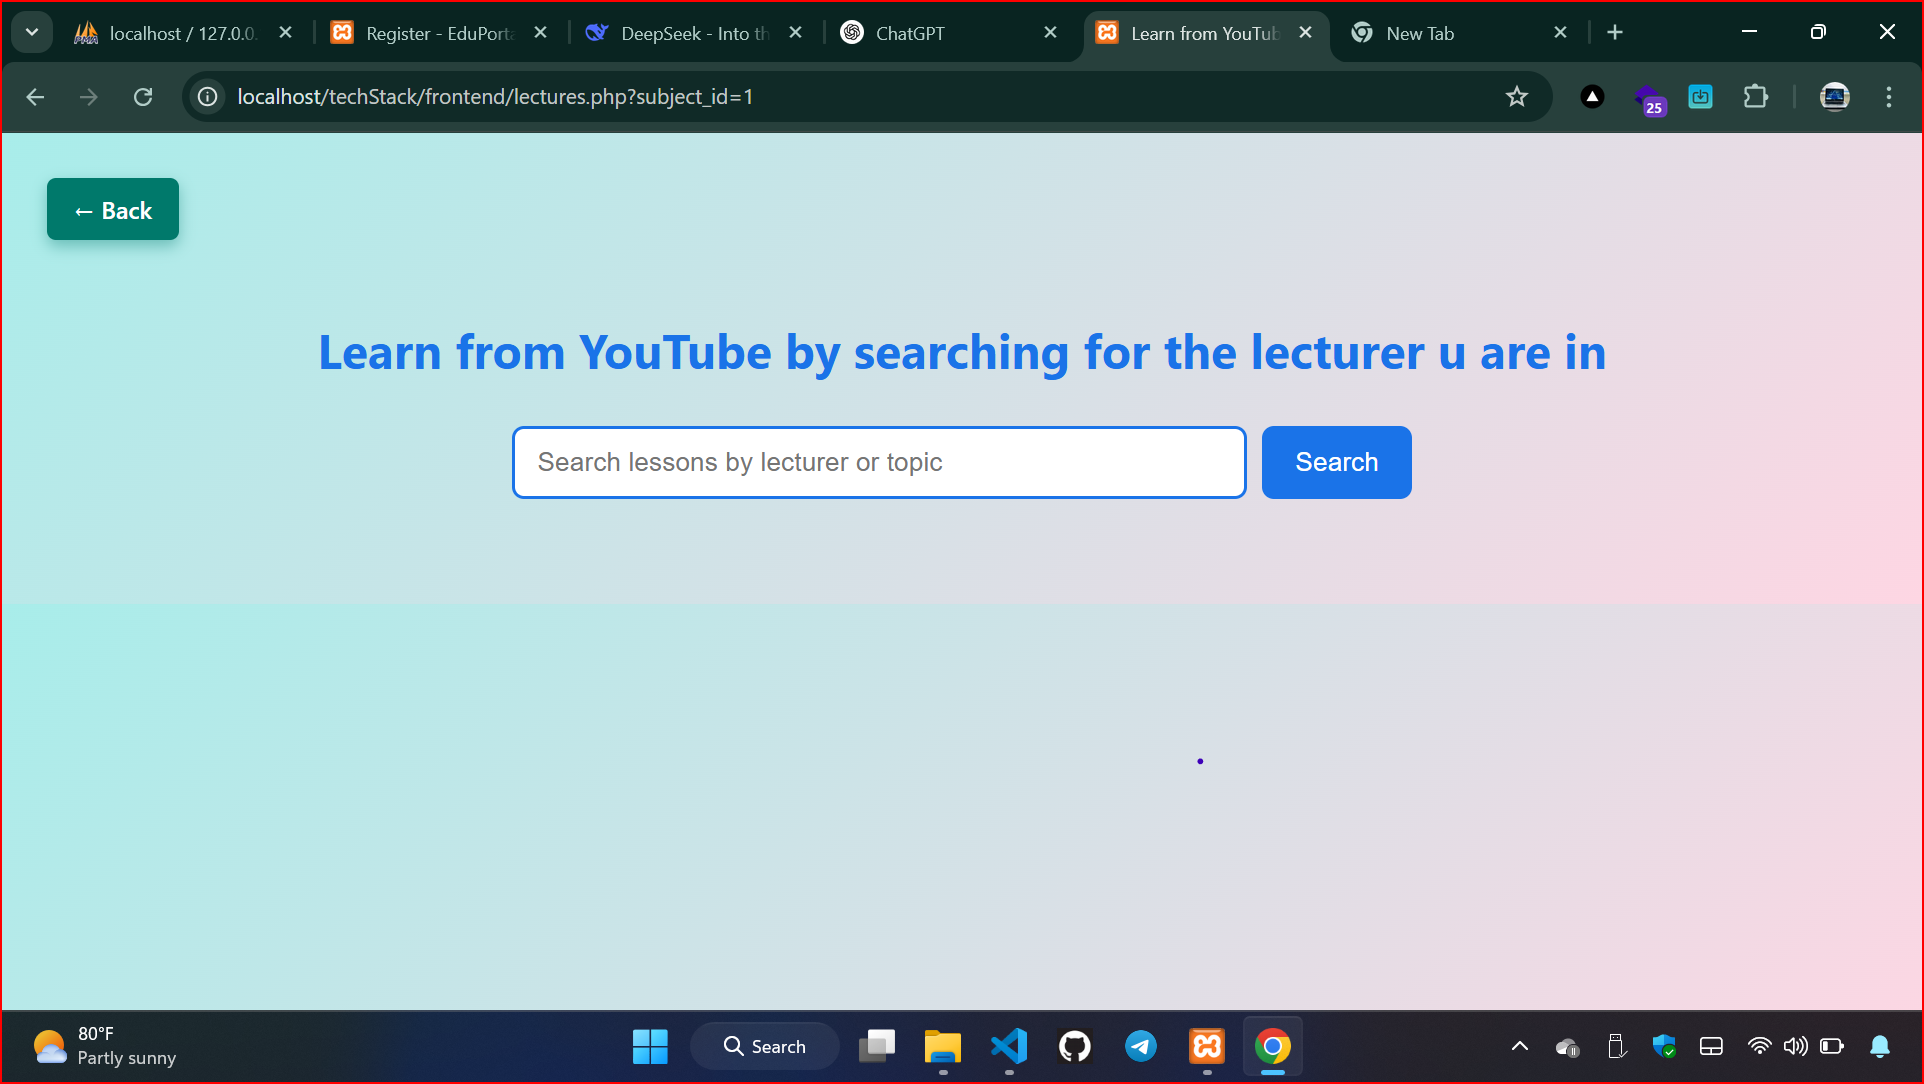 localhost / 127.0.0.
Register - EduPorta
DeepSeek - Into th
ChatGPT
Learn from YouTub
New Tab
localhost/techStack/frontend/lectures.php?subject_id=1
25
← Back
Learn from YouTube by searching for the lecturer u are in
Search lessons by lecturer or topic
Search
80°F
Partly sunny
Search